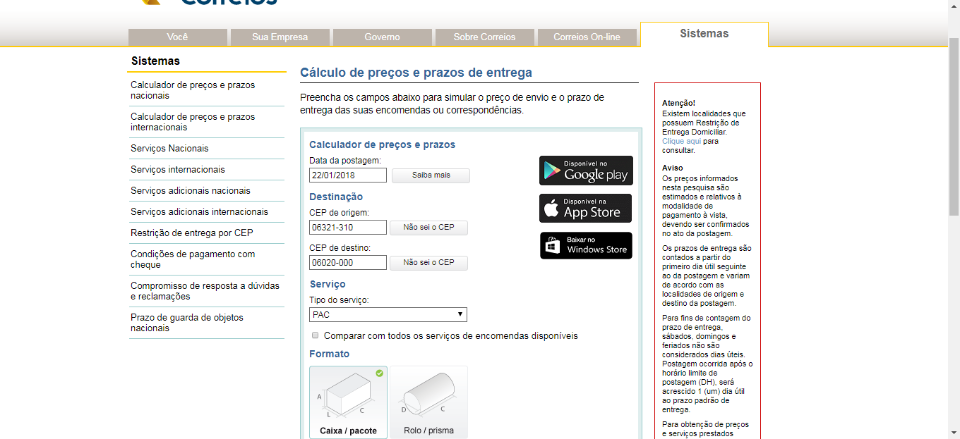 Correios
Você
Sua Empresa
Governo
Sobre Correios
Correios On-line
Sistemas
Sistemas
Calculador de preços e prazos
nacionais
Calculador de preços e prazos
internacionais
Serviços Nacionais
Serviços internacionais
Serviços adicionais nacionais
Serviços adicionais internacionais
Restrição de entrega por CEP
Condições de pagamento com
cheque
Compromisso de resposta a dúvidas
e reclamações
Prazo de guarda de objetos
nacionais
Cálculo de preços e prazos de entrega
Preencha os campos abaixo para simular o preço de envio e o prazo de
entrega das suas encomendas ou correspondências.
Calculador de preços e prazos
Data da postagem:
22/01/2018
Saiba mais
Destinação
CEP de origem:
06321-310
Não sei o CEP
CEP de destino:
06020-000
Não sei o CEP
Serviço
Tipo do serviço:
PAC
Comparar com todos os serviços de encomendas disponíveis
Formato
A
L
C
Caixa / pacote
D
C
Rolo / prisma
Disponível no
Google play
Disponível na
App Store
Baixar no
Windows Store
Atenção!
Existem localidades que
possuem Restrição de
Entrega Domiciliar.
Clique aqui para
consultar.
Aviso
Os preços informados
nesta pesquisa são
estimados e relativos à
modalidade de
pagamento à vista,
devendo ser confirmados
no ato da postagem.
Os prazos de entrega são
contados a partir do
primeiro dia útil seguinte
ao da postagem e variam
de acordo com as
localidades de origem e
destino da postagem.
Para fins de contagem do
prazo de entrega,
sábados, domingos e
feriados não são
considerados dias úteis.
Postagem ocorrida após o
horário limite de
postagem (DH), será
acrescido 1 (um) dia útil
ao prazo padrão de
entrega.
Para obtenção de preços
e serviços prestados